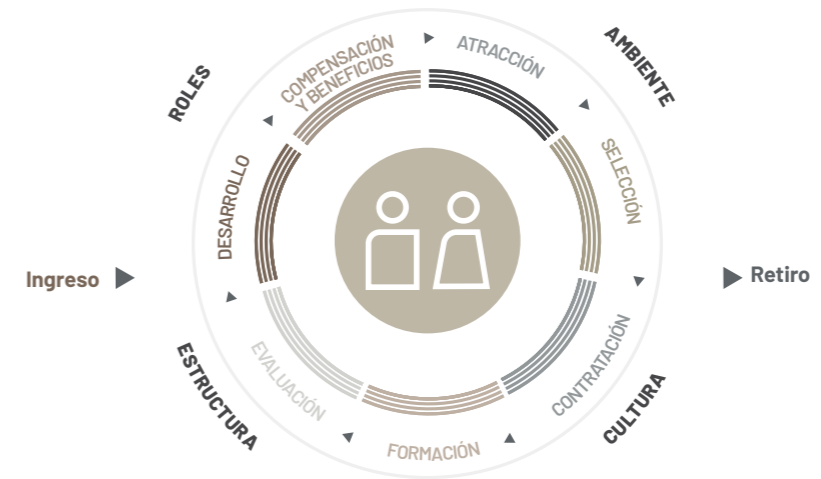 ROLES
AMBIENTE
COMPENSACIÓN
Y BENEFICIOS
ATRACCIÓN
SELECCIÓN
DESARROLLO
Ingreso
Retiro
CONTRATACIÓN
EVALUACIÓN
FORMACIÓN
ESTRUCTURA
CULTURA